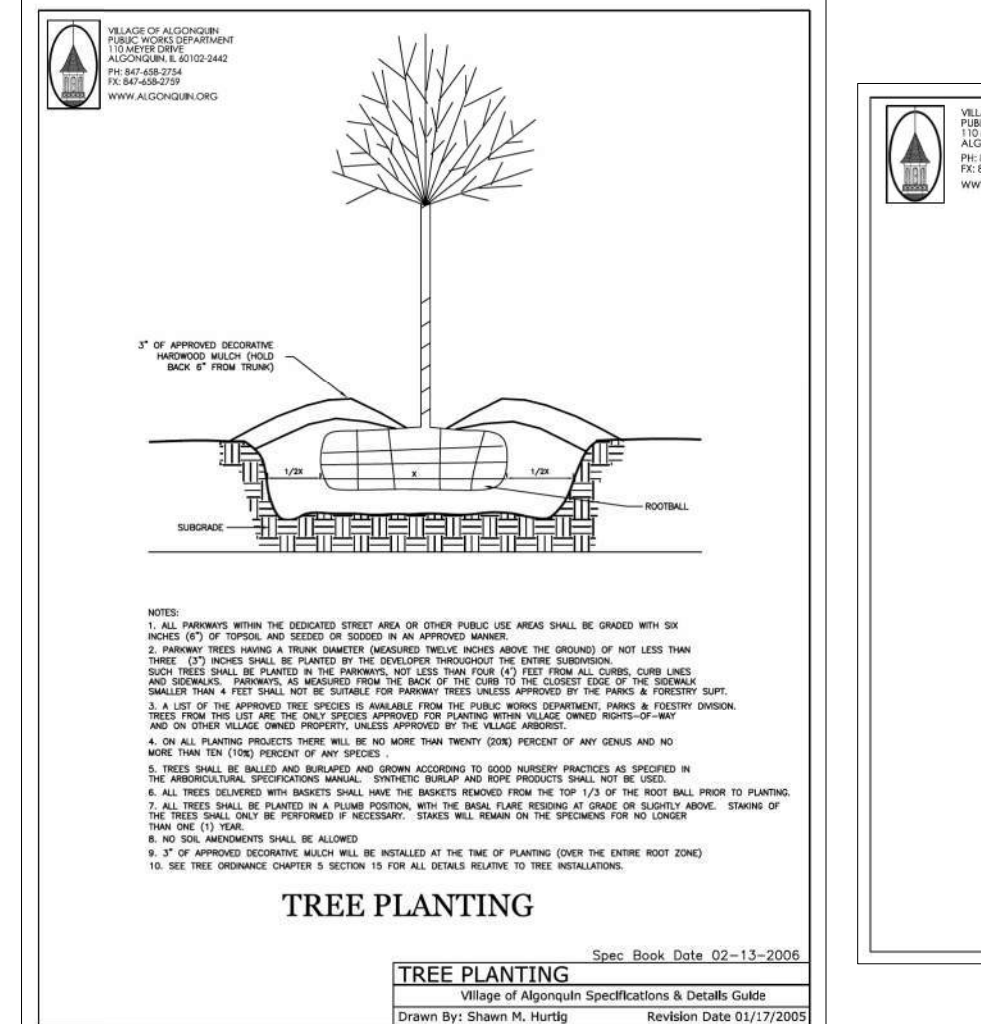 VILLAGE OF ALGONQUIN
PUBLIC WORKS DEPARTMENT
110 MEYER DRIVE
ALGONQUIN, IL 60102-2442
PH: 847-658-2754
FX: 847-658-2759
WWW.ALGONQUIN.ORG
3" OF APPROVED DECORATIVE
HARDWOOD MULCH (HOLD
BACK 6" FROM TRUNK)
1/2X
X
1/2X
ROOTBALL
SUBGRADE
NOTES:
1. ALL PARKWAYS WITHIN THE DEDICATED STREET AREA OR OTHER PUBLIC USE AREAS SHALL BE GRADED WITH SIX
INCHES (6") OF TOPSOIL AND SEEDED OR SODDED IN AN APPROVED MANNER.
2. PARKWAY TREES HAVING A TRUNK DIAMETER (MEASURED TWELVE INCHES ABOVE THE GROUND) OF NOT LESS THAN
THREE (3") INCHES SHALL BE PLANTED BY THE DEVELOPER THROUGHOUT THE ENTIRE SUBDIVISION.
SUCH TREES SHALL BE PLANTED IN THE PARKWAYS, NOT LESS THAN FOUR (4') FEET FROM ALL CURBS, CURB LINES
AND SIDEWALKS. PARKWAYS, AS MEASURED FROM THE BACK OF THE CURB TO THE CLOSEST EDGE OF THE SIDEWALK
SMALLER THAN 4 FEET SHALL NOT BE SUITABLE FOR PARKWAY TREES UNLESS APPROVED BY THE PARKS & FORESTRY SUPT.
3. A LIST OF THE APPROVED TREE SPECIES IS AVAILABLE FROM THE PUBLIC WORKS DEPARTMENT, PARKS & FOESTRY DIVISION.
TREES FROM THIS LIST ARE THE ONLY SPECIES APPROVED FOR PLANTING WITHIN VILLAGE OWNED RIGHTS-OF-WAY
AND ON OTHER VILLAGE OWNED PROPERTY, UNLESS APPROVED BY THE VILLAGE ARBORIST.
4. ON ALL PLANTING PROJECTS THERE WILL BE NO MORE THAN TWENTY (20%) PERCENT OF ANY GENUS AND NO
MORE THAN TEN (10%) PERCENT OF ANY SPECIES .
5. TREES SHALL BE BALLED AND BURLAPED AND GROWN ACCORDING TO GOOD NURSERY PRACTICES AS SPECIFIED IN
THE ARBORICULTURAL SPECIFICATIONS MANUAL. SYNTHETIC BURLAP AND ROPE PRODUCTS SHALL NOT BE USED.
6. ALL TREES DELIVERED WITH BASKETS SHALL HAVE THE BASKETS REMOVED FROM THE TOP 1/3 OF THE ROOT BALL PRIOR TO PLANTING.
7. ALL TREES SHALL BE PLANTED IN A PLUMB POSITION, WITH THE BASAL FLARE RESIDING AT GRADE OR SLIGHTLY ABOVE. STAKING OF
THE TREES SHALL ONLY BE PERFORMED IF NECESSARY. STAKES WILL REMAIN ON THE SPECIMENS FOR NO LONGER
THAN ONE (1) YEAR.
8. NO SOIL AMENDMENTS SHALL BE ALLOWED
9. 3" OF APPROVED DECORATIVE MULCH WILL BE INSTALLED AT THE TIME OF PLANTING (OVER THE ENTIRE ROOT ZONE)
10. SEE TREE ORDINANCE CHAPTER 5 SECTION 15 FOR ALL DETAILS RELATIVE TO TREE INSTALLATIONS.
TREE PLANTING
Spec Book Date 02-13-2006
TREE PLANTING
Village of Algonquin Specifications & Details Guide
Drawn By: Shawn M. Hurtig Revision Date 01/17/2005
110
PH:
FX: